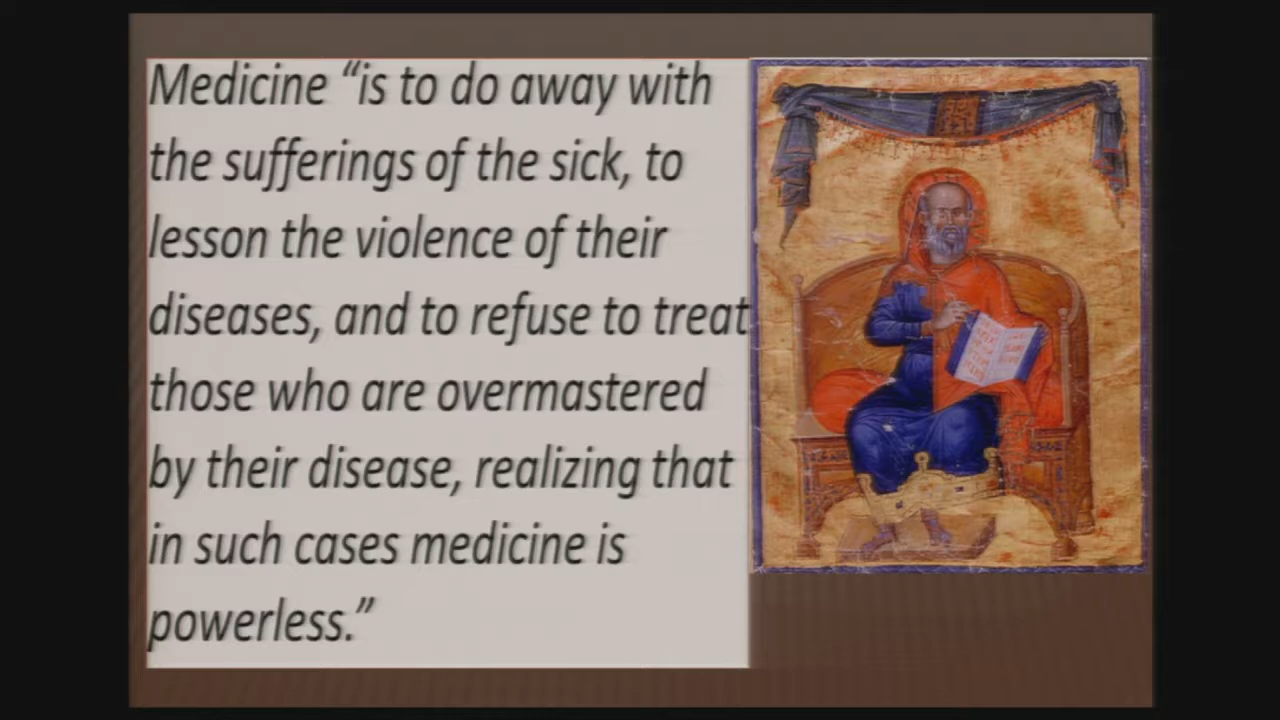 Medicine “is to do away with
the sufferings of the sick, to
lesson the violence of their
diseases, and to refuse to treat
those who are overmastered
by their disease, realizing that
in such cases medicine is
powerless.”